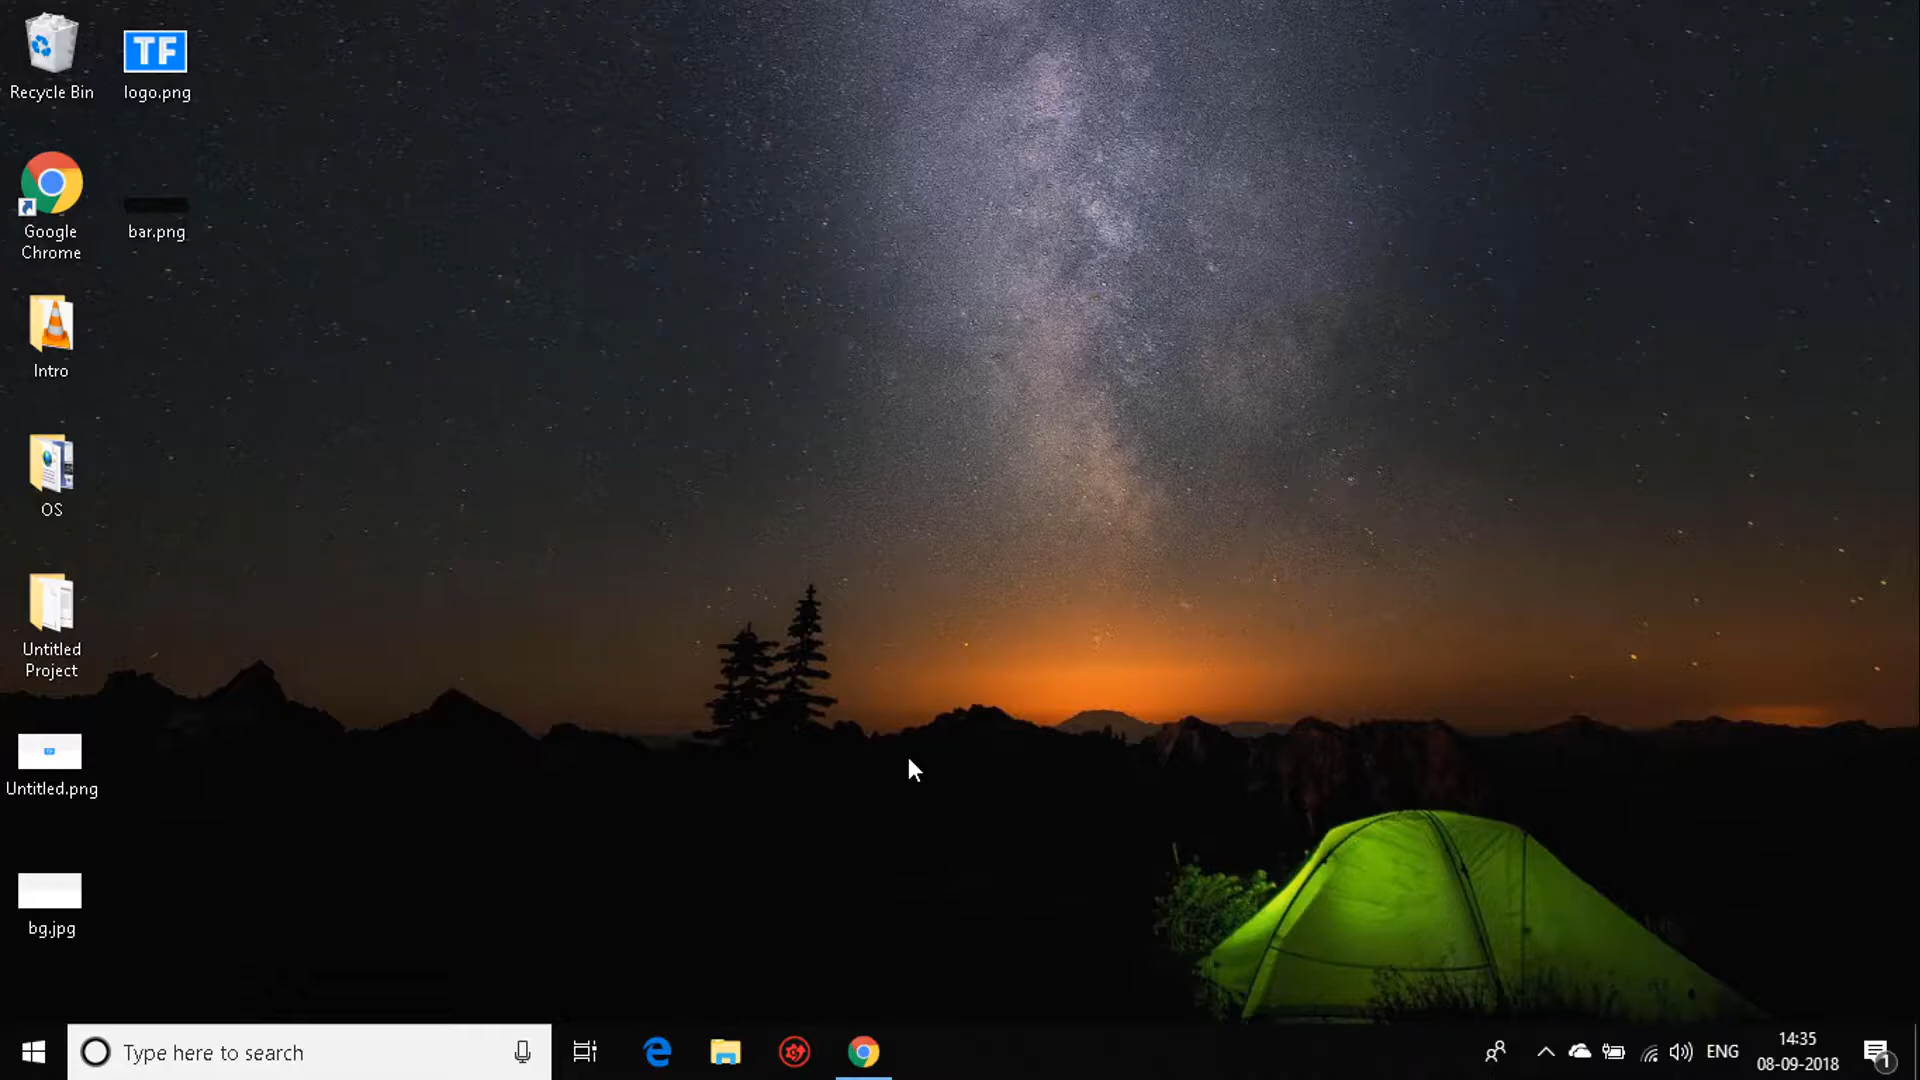 Recycle Bin
TF
logo.png
Google
Chrome
bar.png
Intro
OS
Untitled
Project
Untitled.png
bg.jpg
Type here to search
ENG
14:35
08-09-2018
1